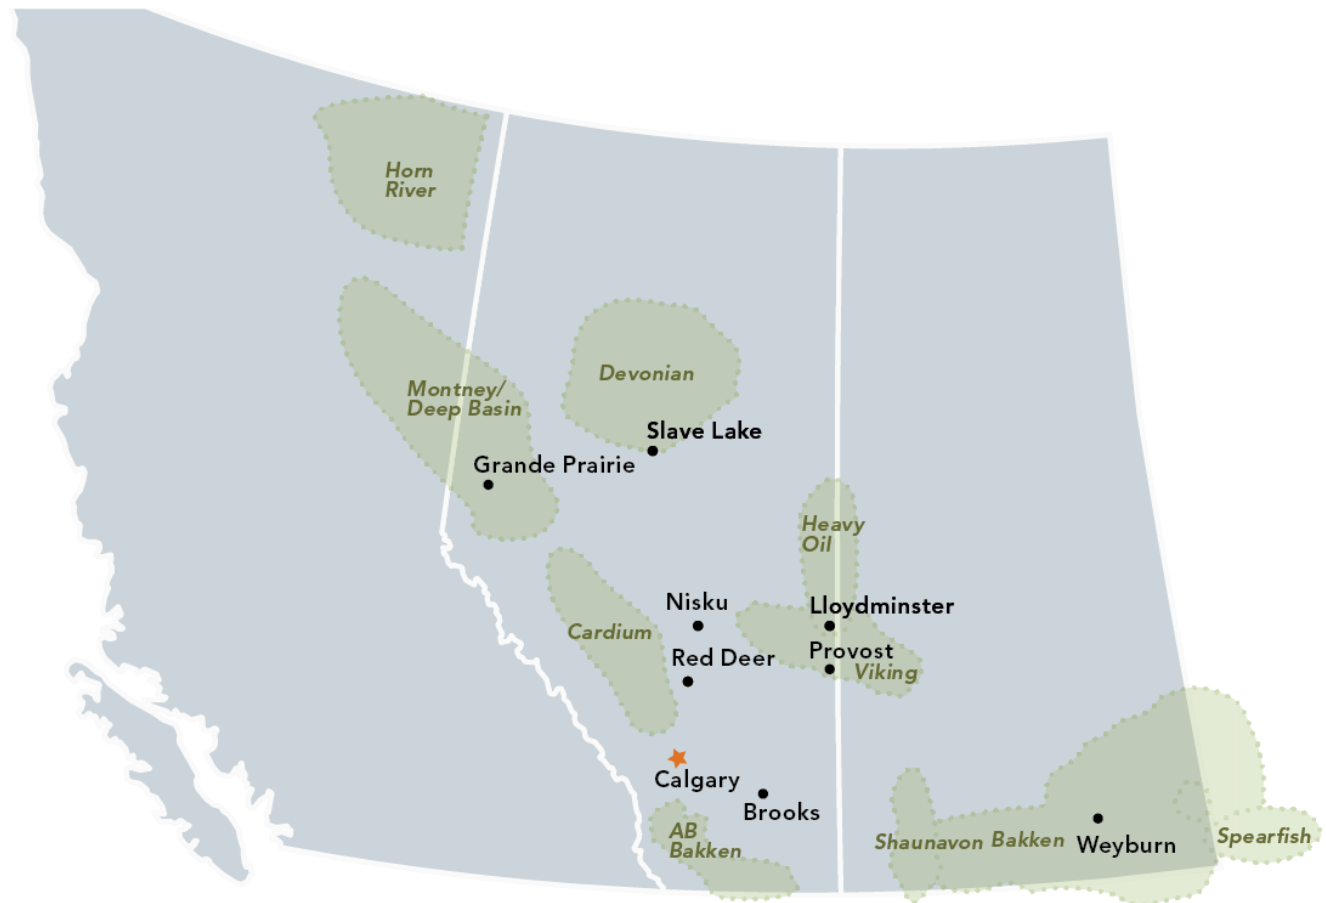 Horn
River
Montney/
Deep Basin
Devonian
Slave Lake
Grande Prairie
Heavy
Oil
Nisku
Lloydminster
Cardium
Red Deer
Provost
Viking
Calgary
Brooks
AB
Bakken
Shaunavon
Bakken
Weyburn
Spearfish